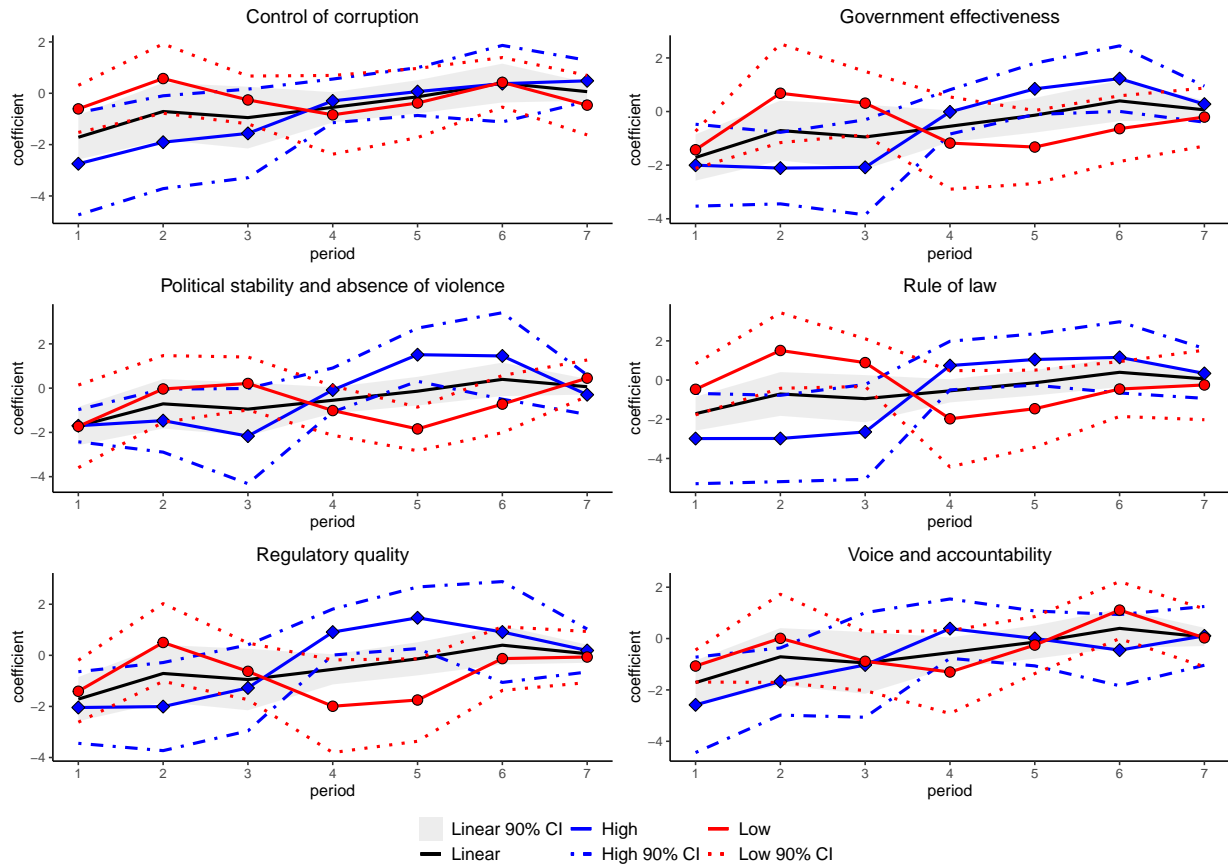 Control of corruption
2
0
−2
−4
coefficient
1 2 3 4 5 6 7
period
Government effectiveness
2
0
−2
−4
coefficient
1 2 3 4 5 6 7
period
Political stability and absence of violence
2
0
−2
−4
coefficient
1 2 3 4 5 6 7
period
Rule of law
2
0
−2
−4
coefficient
1 2 3 4 5 6 7
period
Regulatory quality
2
0
−2
−4
coefficient
1 2 3 4 5 6 7
period
Voice and accountability
2
0
−2
−4
coefficient
1 2 3 4 5 6 7
period
Linear 90% CI High Low
Linear High 90% CI Low 90% CI